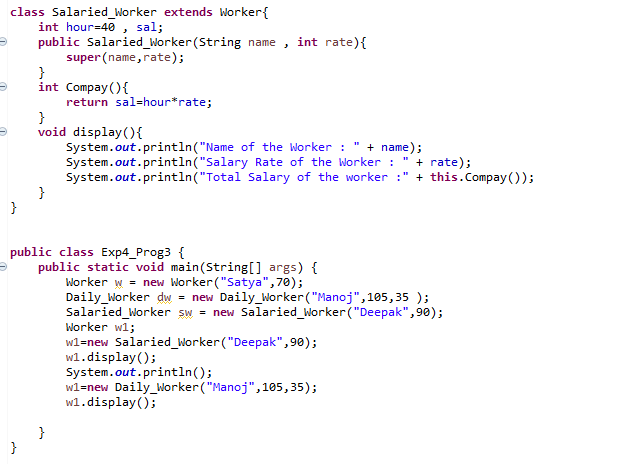 class Salaried_Worker extends Worker{
    int hour=40 , sal;
    public Salaried_Worker(String name , int rate){
        super(name,rate);
    }
    int Compay(){
        return sal=hour*rate;
    }
    void display(){
        System.out.println("Name of the Worker : " + name);
        System.out.println("Salary Rate of the Worker : " + rate);
        System.out.println("Total Salary of the worker :" + this.Compay());
    }
}
public class Exp4_Prog3 {
    public static void main(String[] args) {
        Worker w = new Worker("Satya",70);
        Daily_Worker dw = new Daily_Worker("Manoj",105,35 );
        Salaried_Worker sw = new Salaried_Worker("Deepak",90);
        Worker w1;
        w1=new Salaried_Worker("Deepak",90);
        w1.display();
        System.out.println();
        w1=new Daily_Worker("Manoj",105,35);
        w1.display();
    }
}